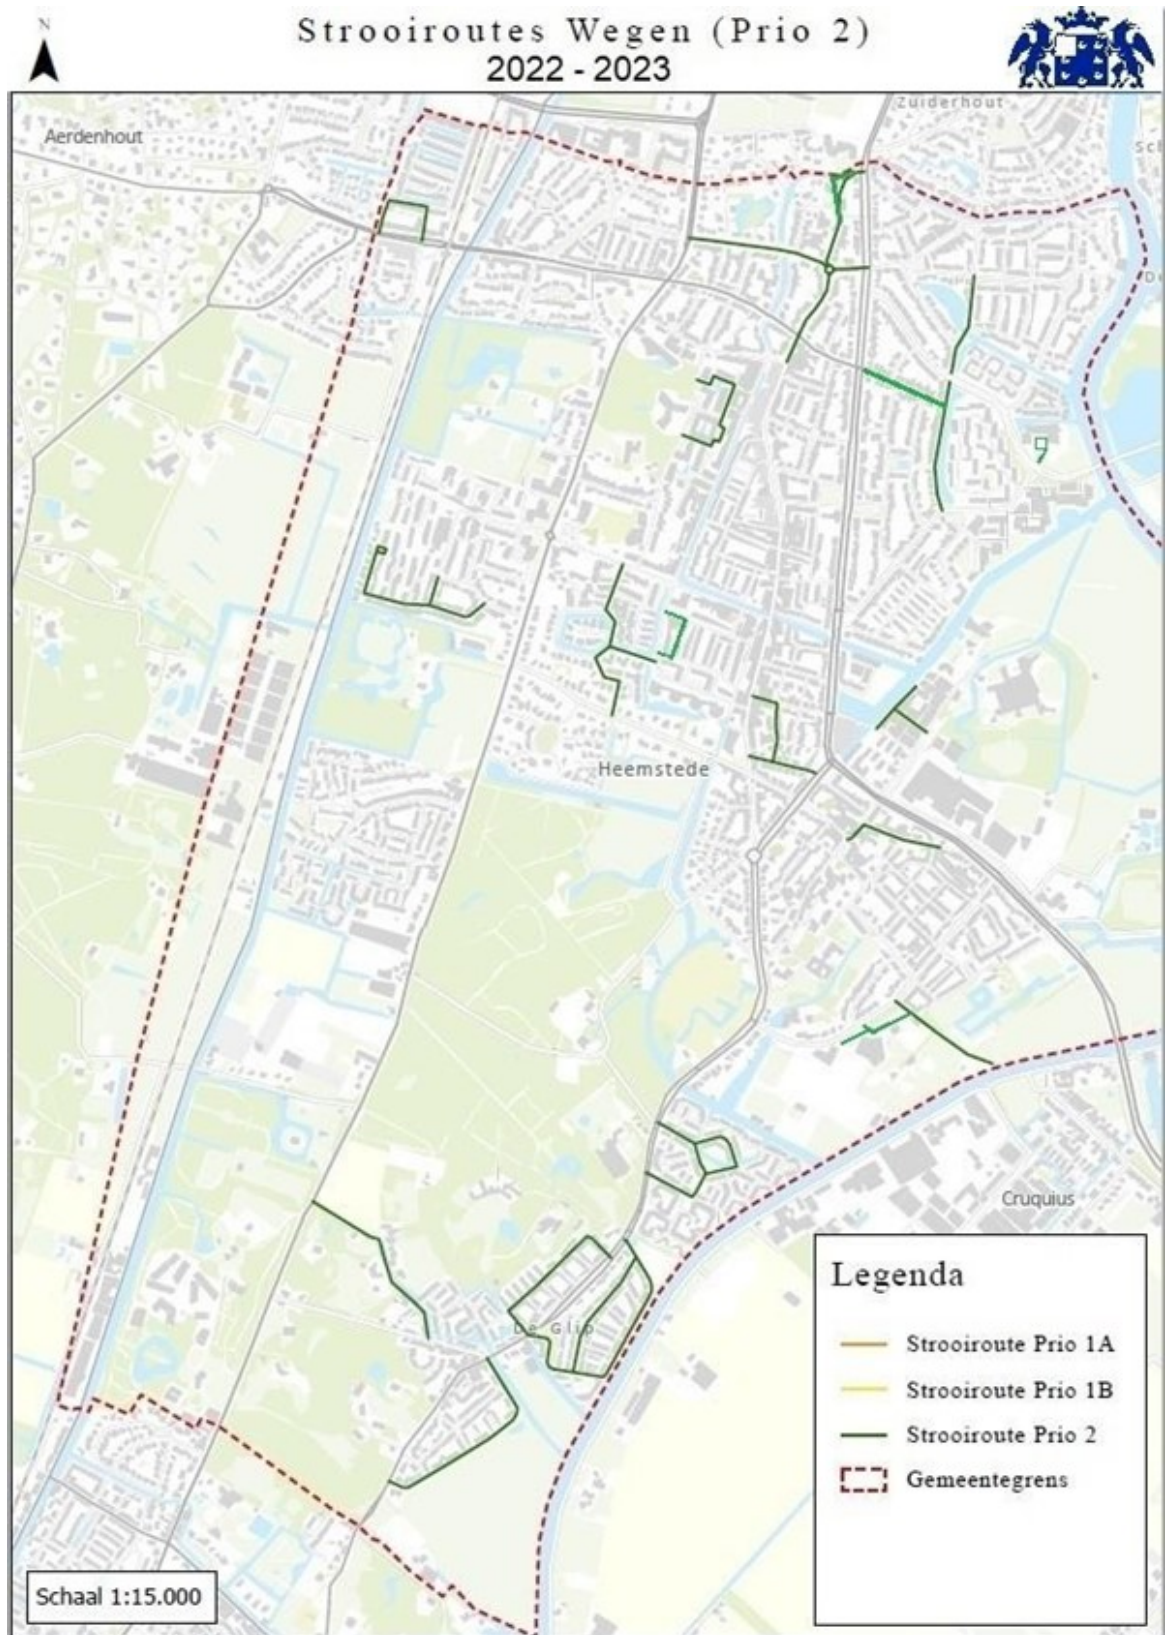 N
Strooiroutes Wegen (Prio 2)
2022 - 2023
Zuiderhout
Aerdenhout
Heemstede
Cruquius
De Glip
Legenda
Strooiroute Prio 1A
Strooiroute Prio 1B
Strooiroute Prio 2
Gemeentegrens
Schaal 1:15.000